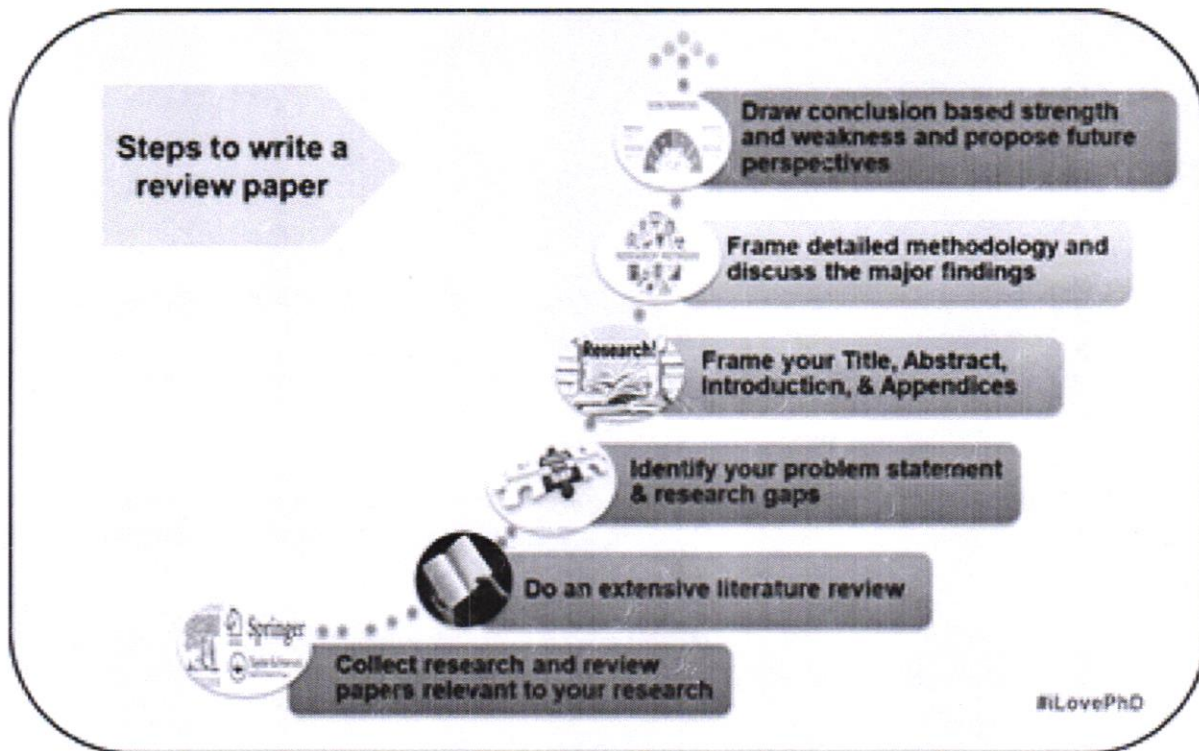 Steps to write a
review paper
Draw conclusion based strength
and weakness and propose future
perspectives
Frame detailed methodology and
discuss the major findings
Research!
Frame your Title, Abstract,
Introduction, & Appendices
Identify your problem statement
& research gaps
Do an extensive literature review
Springer
Collect research and review
papers relevant to your research
#iLovePhD